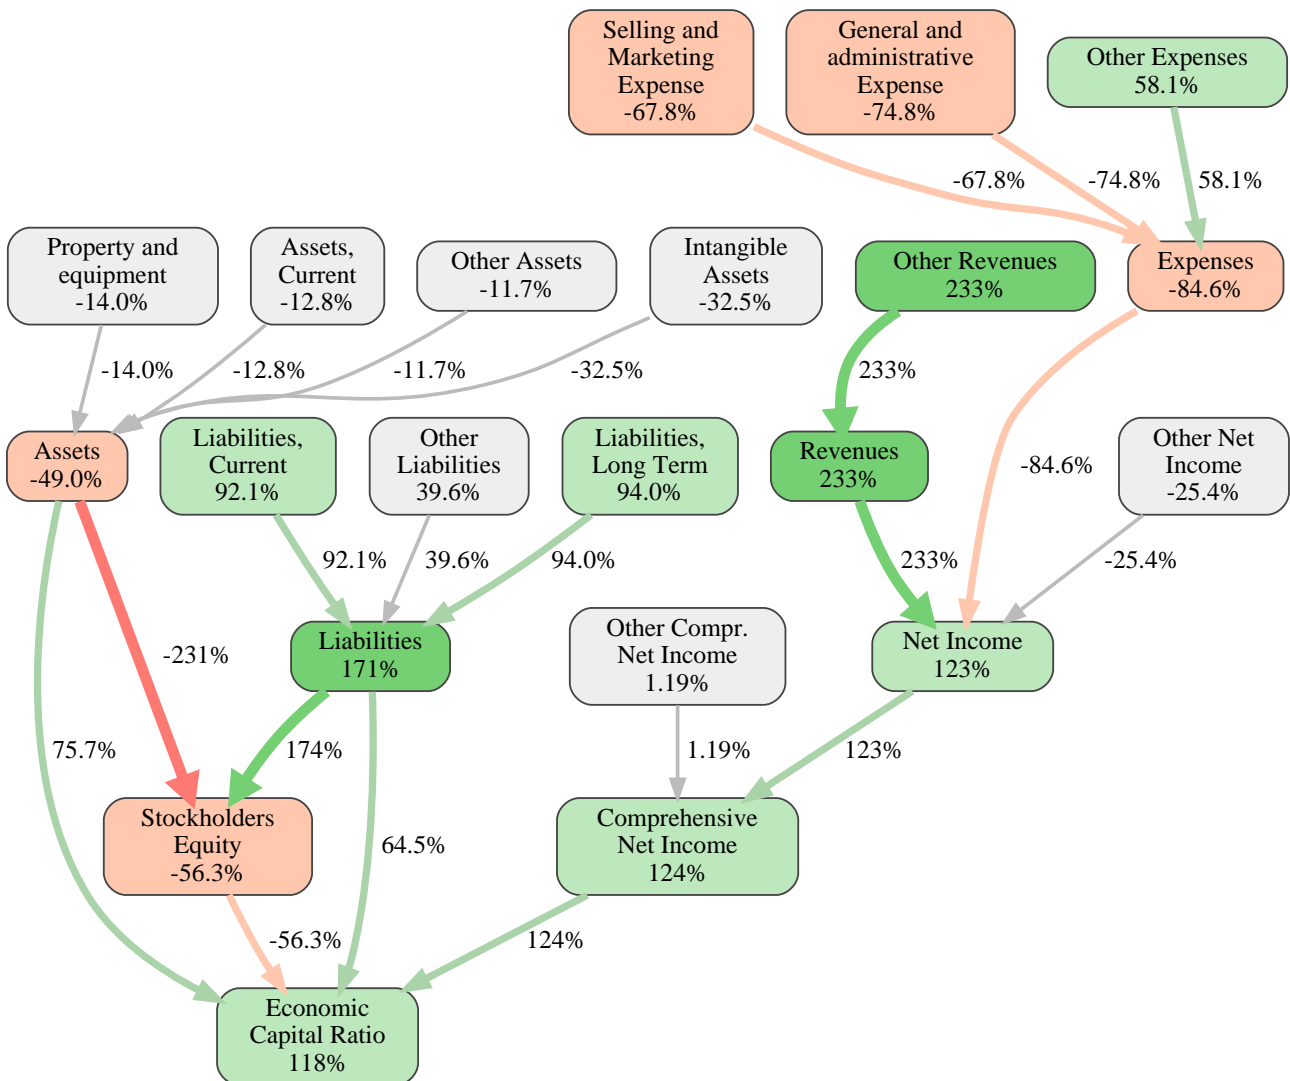 Selling and
Marketing
Expense
-67.8%
General and
administrative
Expense
-74.8%
Other Expenses
58.1%
-67.8%
-74.8%
58.1%
Property and
equipment
-14.0%
Assets,
Current
-12.8%
Other Assets
-11.7%
Intangible
Assets
-32.5%
Other Revenues
233%
Expenses
-84.6%
-14.0%
-12.8%
-11.7%
-32.5%
233%
Assets
-49.0%
Liabilities,
Current
92.1%
Other
Liabilities
39.6%
Liabilities,
Long Term
94.0%
Revenues
233%
-84.6%
Other Net
Income
-25.4%
92.1%
39.6%
94.0%
233%
-25.4%
-231%
Liabilities
171%
Other Compr.
Net Income
1.19%
Net Income
123%
75.7%
174%
1.19%
123%
Stockholders
Equity
-56.3%
64.5%
Comprehensive
Net Income
124%
-56.3%
124%
Economic
Capital Ratio
118%